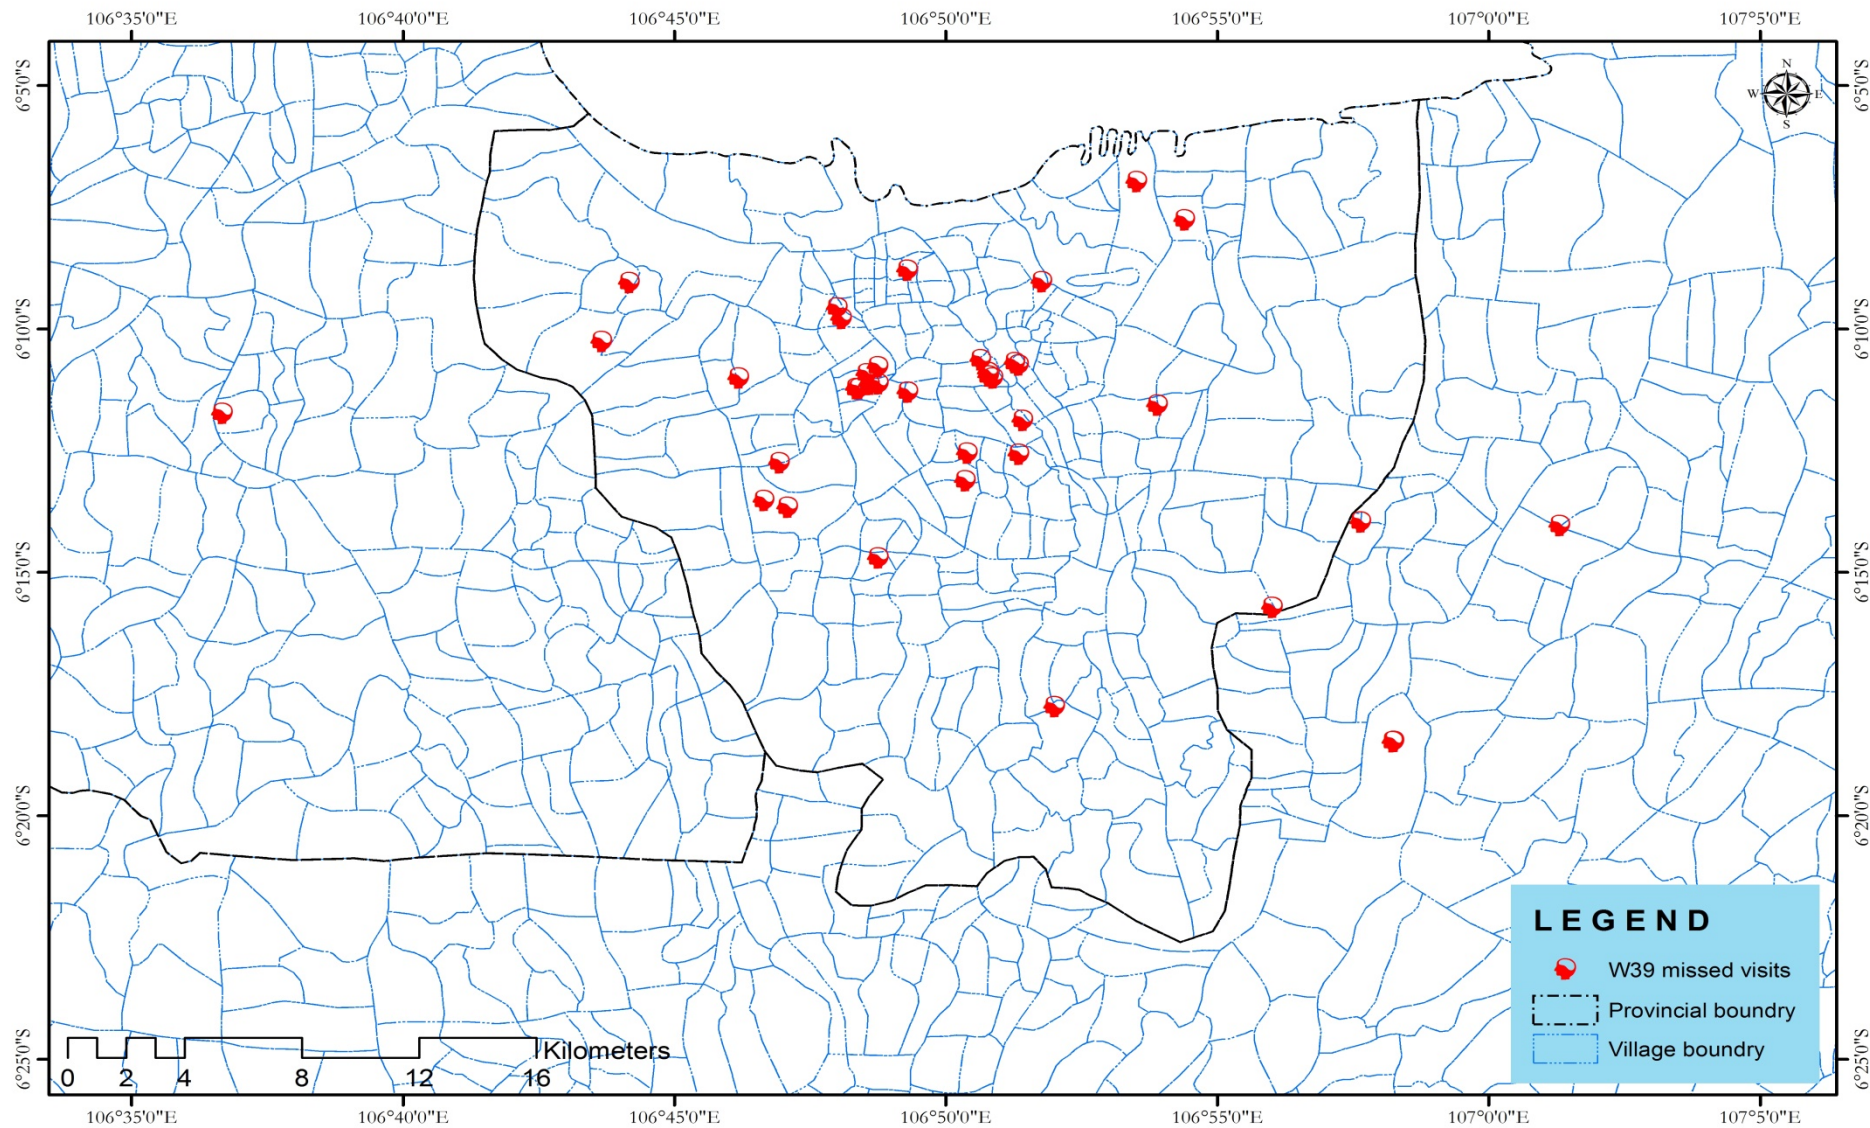 106°35'0"E 106°40'0"E 106°45'0"E 106°50'0"E 106°55'0"E 107°0'0"E 107°5'0"E
6°5'0"S 6°5'0"S
N
W E
S
6°10'0"S 6°10'0"S
6°15'0"S 6°15'0"S
6°20'0"S 6°20'0"S
LEGEND
W39 missed visits
Provincial boundry
Village boundry
6°25'0"S 6°25'0"S
Kilometers
0 2 4 8 12 16
106°35'0"E 106°40'0"E 106°45'0"E 106°50'0"E 106°55'0"E 107°0'0"E 107°5'0"E